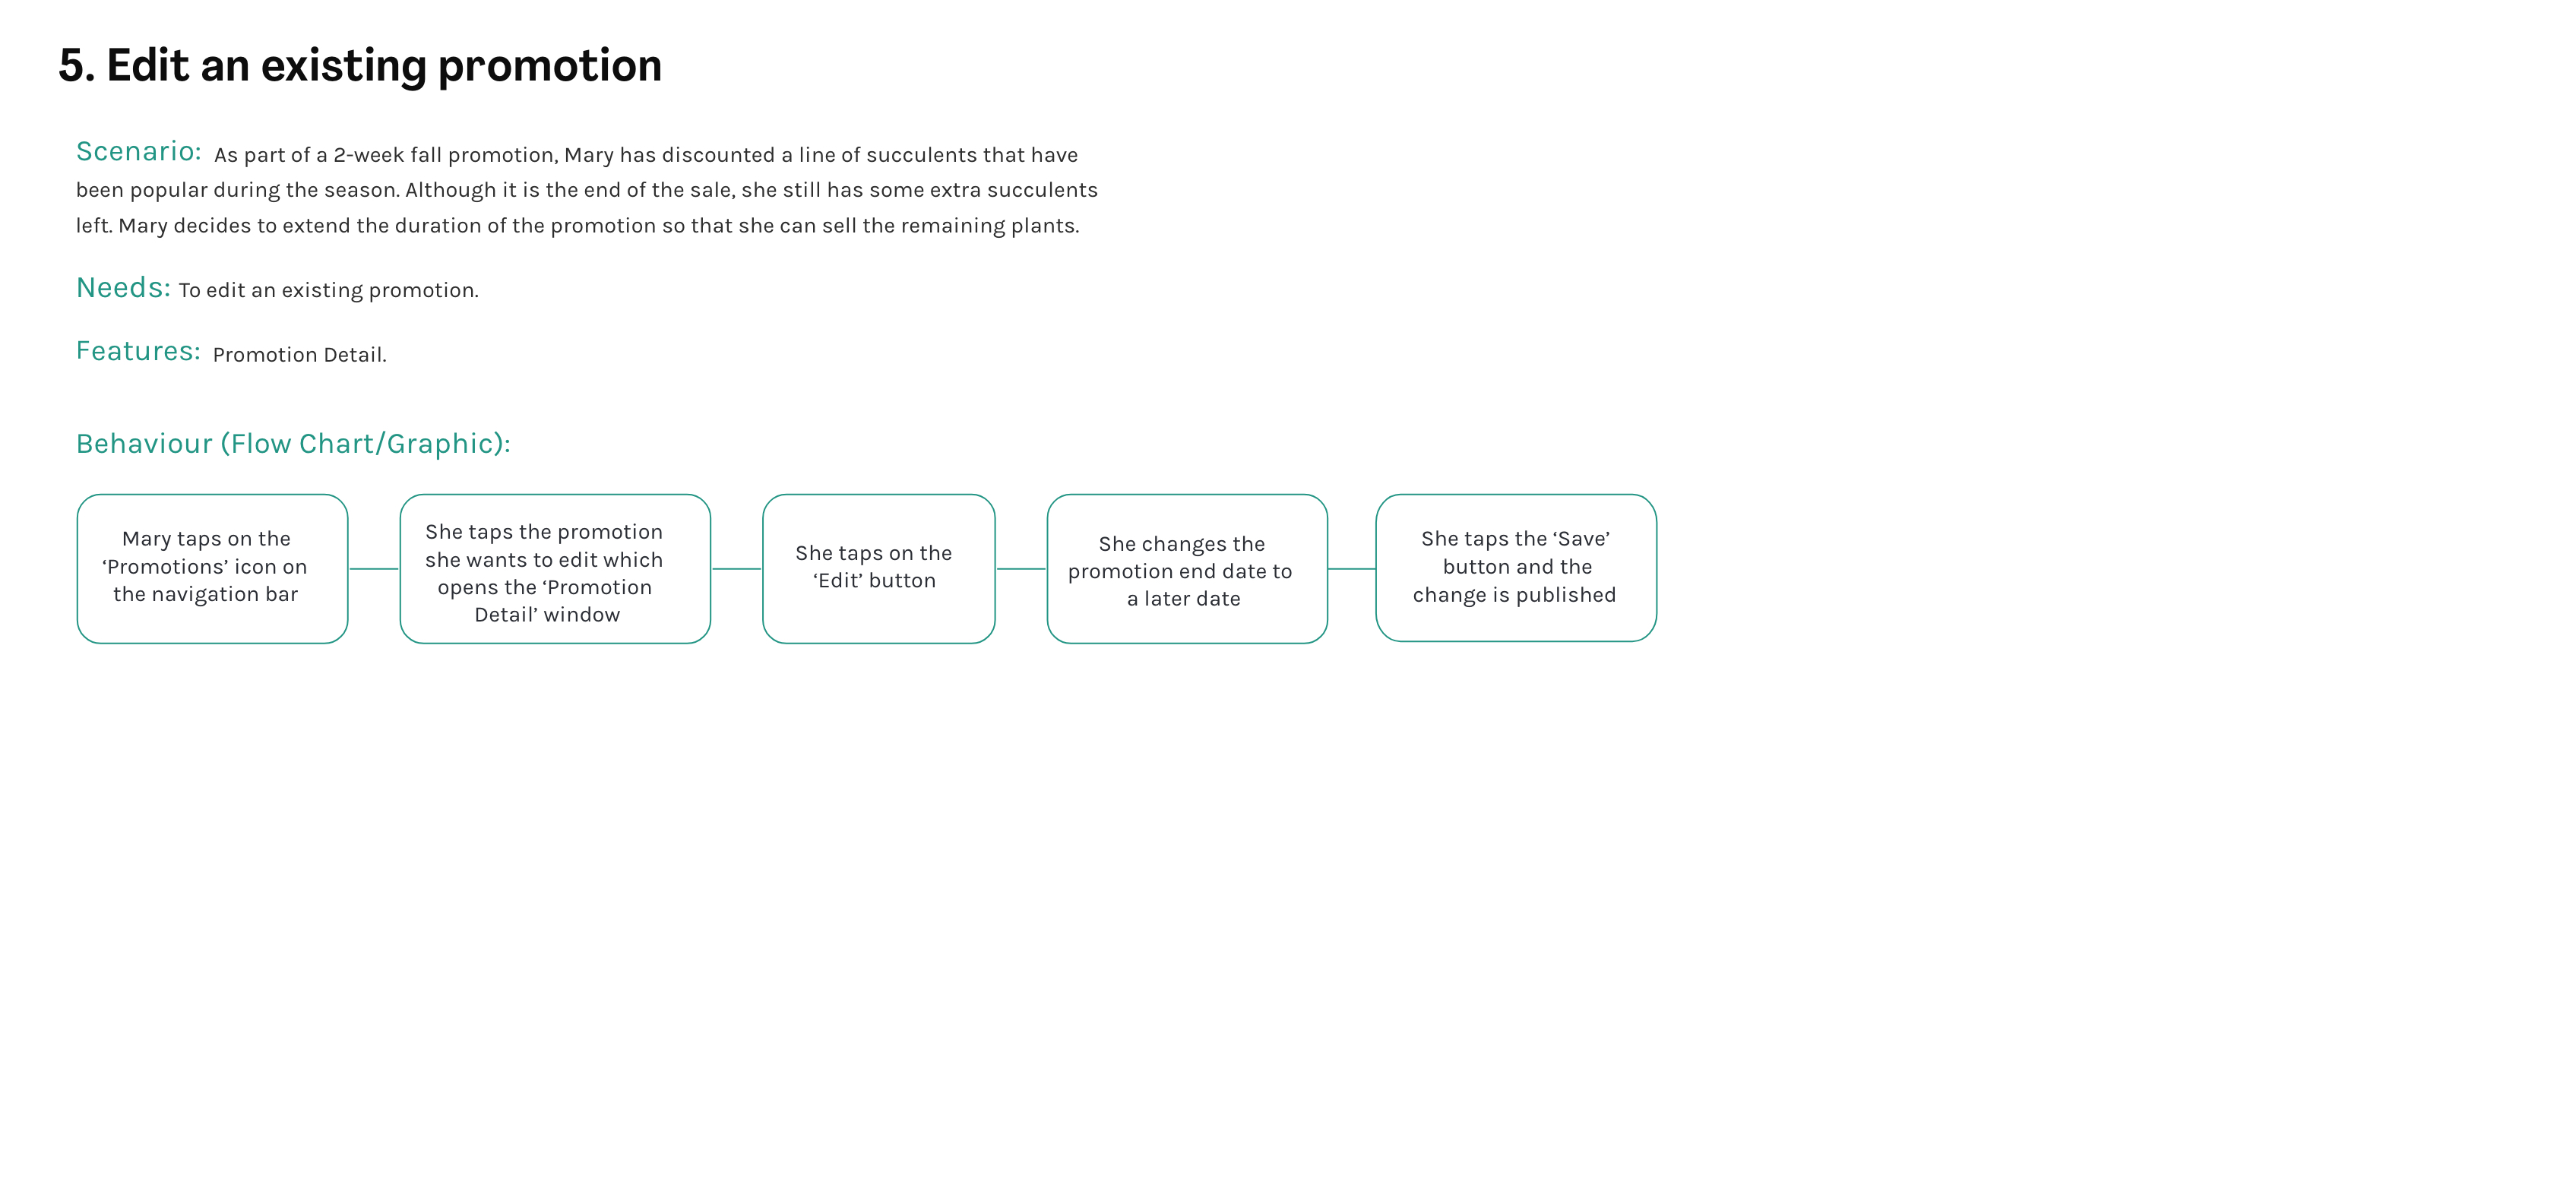 5. Edit an existing promotion
Scenario: As part of a 2-week fall promotion, Mary has discounted a line of succulents that have
been popular during the season. Although it is the end of the sale, she still has some extra succulents
left. Mary decides to extend the duration of the promotion so that she can sell the remaining plants.
Needs: To edit an existing promotion.
Features: Promotion Detail.
Behaviour (Flow Chart/Graphic):
Mary taps on the
‘Promotions’ icon on
the navigation bar
She taps the promotion
she wants to edit which
opens the ‘Promotion
Detail’ window
She taps on the
‘Edit’ button
She changes the
promotion end date to
a later date
She taps the ‘Save’
button and the
change is published